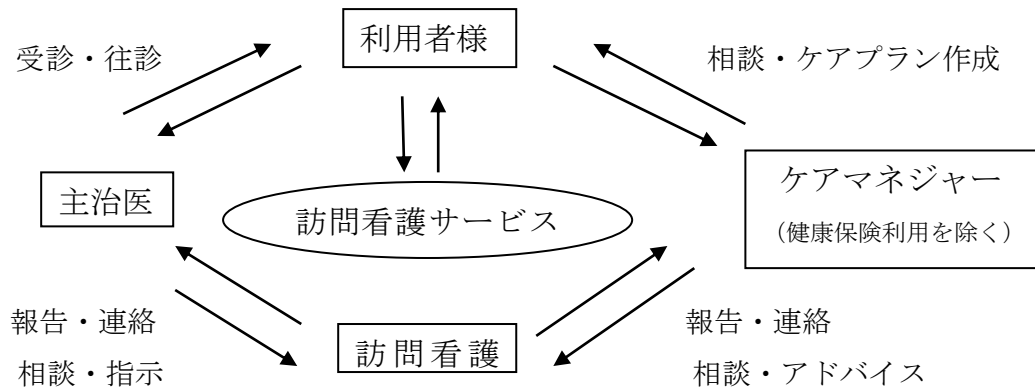 利用者様
受診・往診
相談・ケアプラン作成
主治医
訪問看護サービス
ケアマネジャー
（健康保険利用を除く）
報告・連絡
相談・指示
訪問看護
報告・連絡
相談・アドバイス